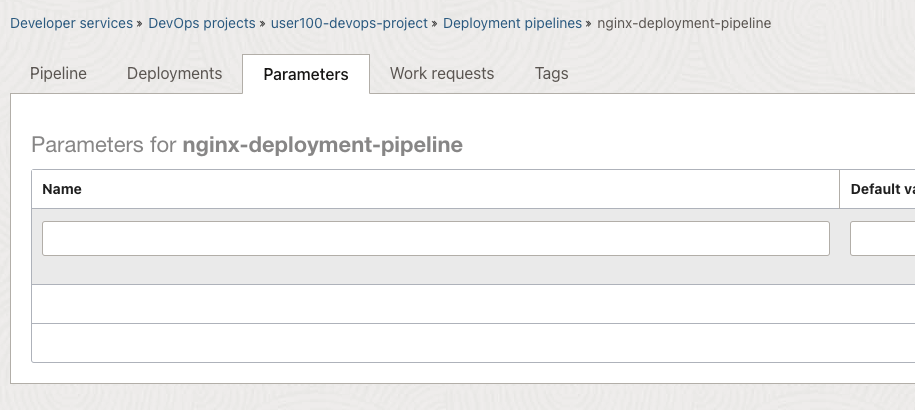 Developer services » DevOps projects » user100-devops-project » Deployment pipelines » nginx-deployment-pipeline
Pipeline Deployments Parameters Work requests Tags
Parameters for nginx-deployment-pipeline
Name Default va